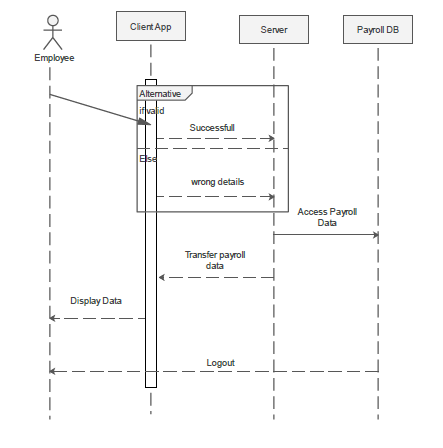 Client App
Server
Payroll DB
Employee
Alternative
if valid
Successfull
Else
wrong details
Access Payroll
Data
Transfer payroll
data
Display Data
Logout